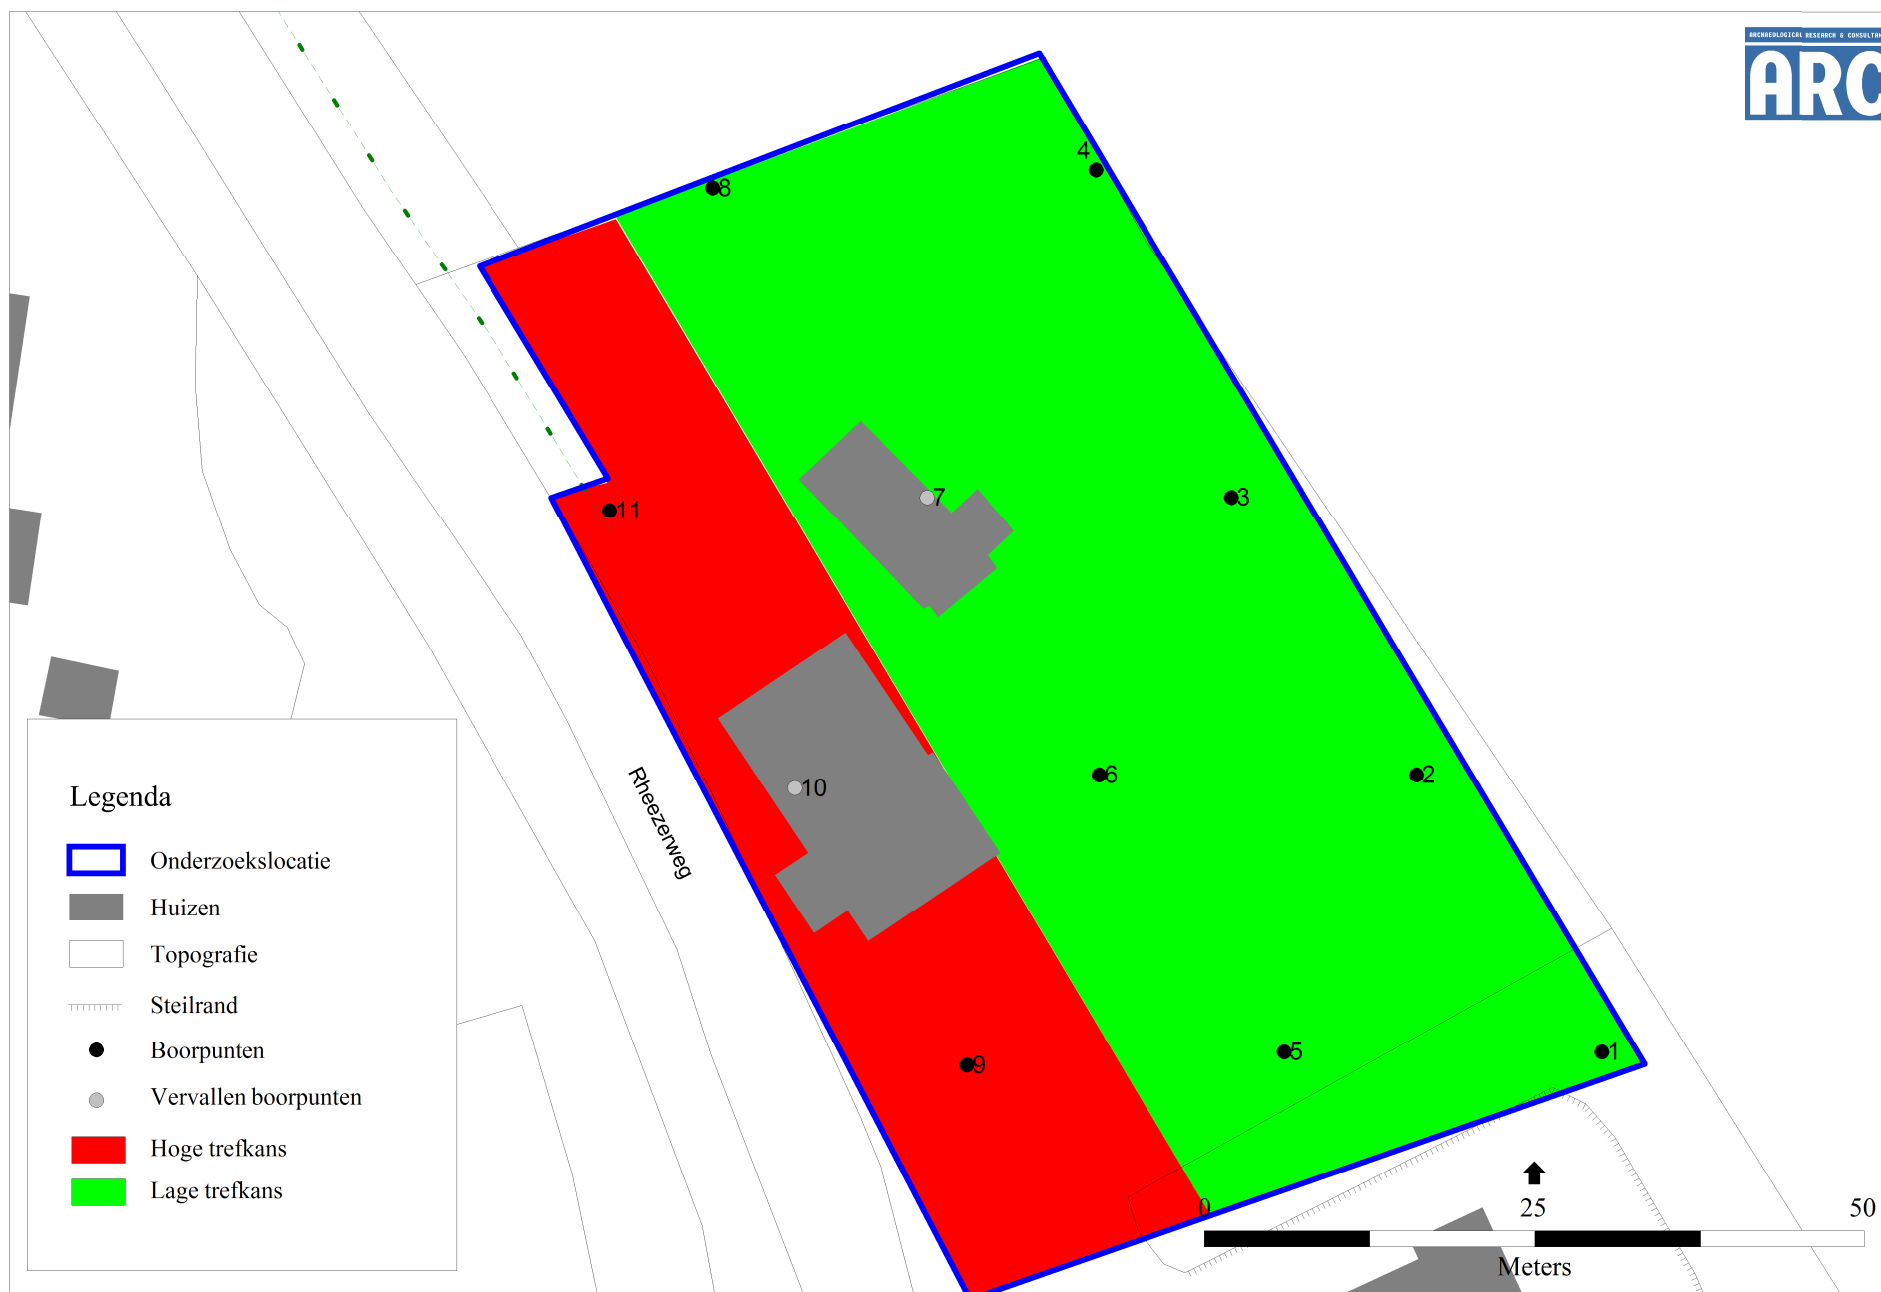 ARCHAEOLOGICAL RESEARCH & CONSULTAN
ARC
4
8
7
3
11
6
2
10
Rheezerweg
5
1
9
Legenda
Onderzoekslocatie
Huizen
Topografie
Steilrand
Boorpunten
Vervallen boorpunten
Hoge trefkans
Lage trefkans
0 25 50
Meters